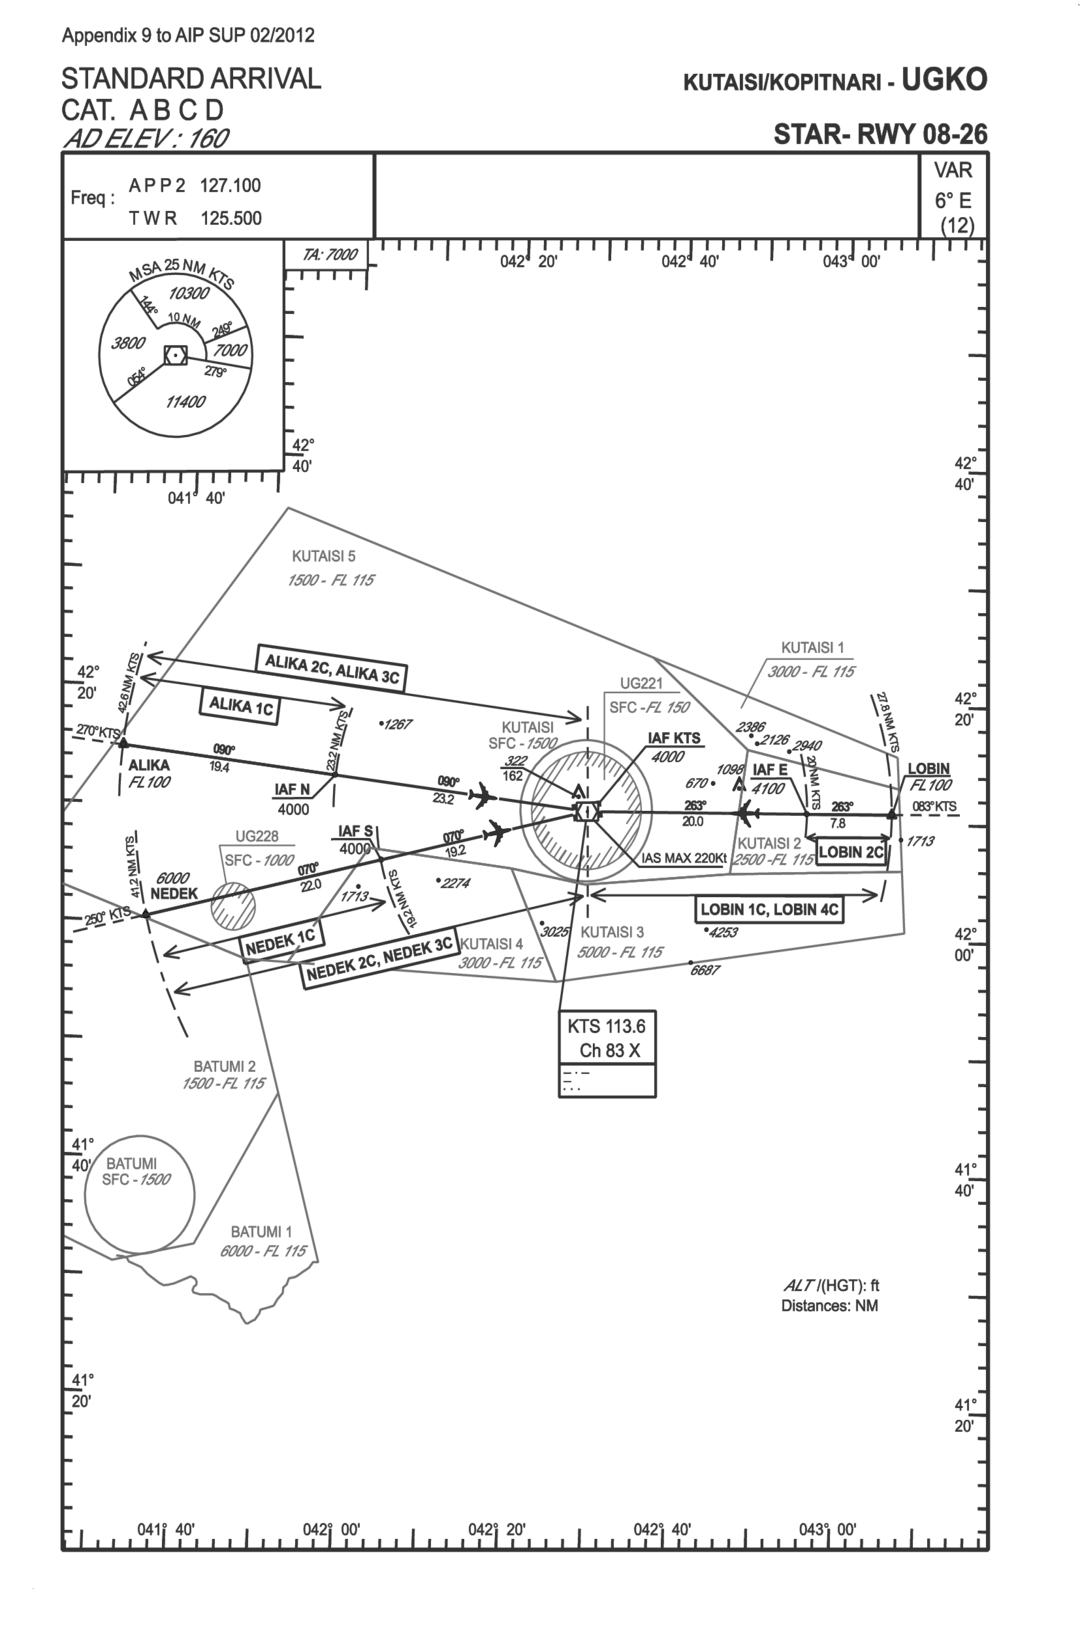 Appendix 9 to AIP SUP 02/2012
STANDARD ARRIVAL
CAT. A B C D
AD ELEV : 160
KUTAISI/KOPITNARI - UGKO
STAR- RWY 08-26
Freq :
A P P 2 127.100
T W R 125.500
VAR
6° E
(12)
TA: 7000
MSA 25 NM KTS
10300
144°
10 NM
249°
3800
7000
054°
279°
11400
042° 20'
042° 40'
043° 00'
42°
40'
42°
40'
041° 40'
KUTAISI 5
1500 - FL 115
KUTAISI 1
3000 - FL 115
ALIKA 2C, ALIKA 3C
42.6 NM KTS
42°
20'
ALIKA 1C
UG221
SFC - FL 150
27.8 NM KTS
42°
20'
270° KTS
23.2 NM KTS
1267
KUTAISI
SFC - 1500
IAF KTS
4000
2386
2126
2940
090°
19.4
ALIKA
FL100
322
162
670
1098
IAF E
4100
20 NM KTS
LOBIN
FL100
IAF N
4000
090°
23.2
263°
20.0
263°
7.8
083° KTS
UG228
SFC - 1000
IAF S
4000
070°
19.2
KUTAISI 2
2500 - FL 115
LOBIN 2C
1713
41.2 NM KTS
IAS MAX 220Kt
6000
NEDEK
070°
22.0
1713
2274
19.2 NM KTS
250° KTS
LOBIN 1C, LOBIN 4C
NEDEK 1C
NEDEK 2C, NEDEK 3C
KUTAISI 4
3000 - FL 115
3025
KUTAISI 3
5000 - FL 115
4253
6687
42°
00'
KTS 113.6
Ch 83 X
BATUMI 2
1500 - FL 115
41°
40'
BATUMI
SFC - 1500
41°
40'
BATUMI 1
6000 - FL 115
ALT /(HGT): ft
Distances: NM
41°
20'
41°
20'
041° 40'
042° 00'
042° 20'
042° 40'
043° 00'